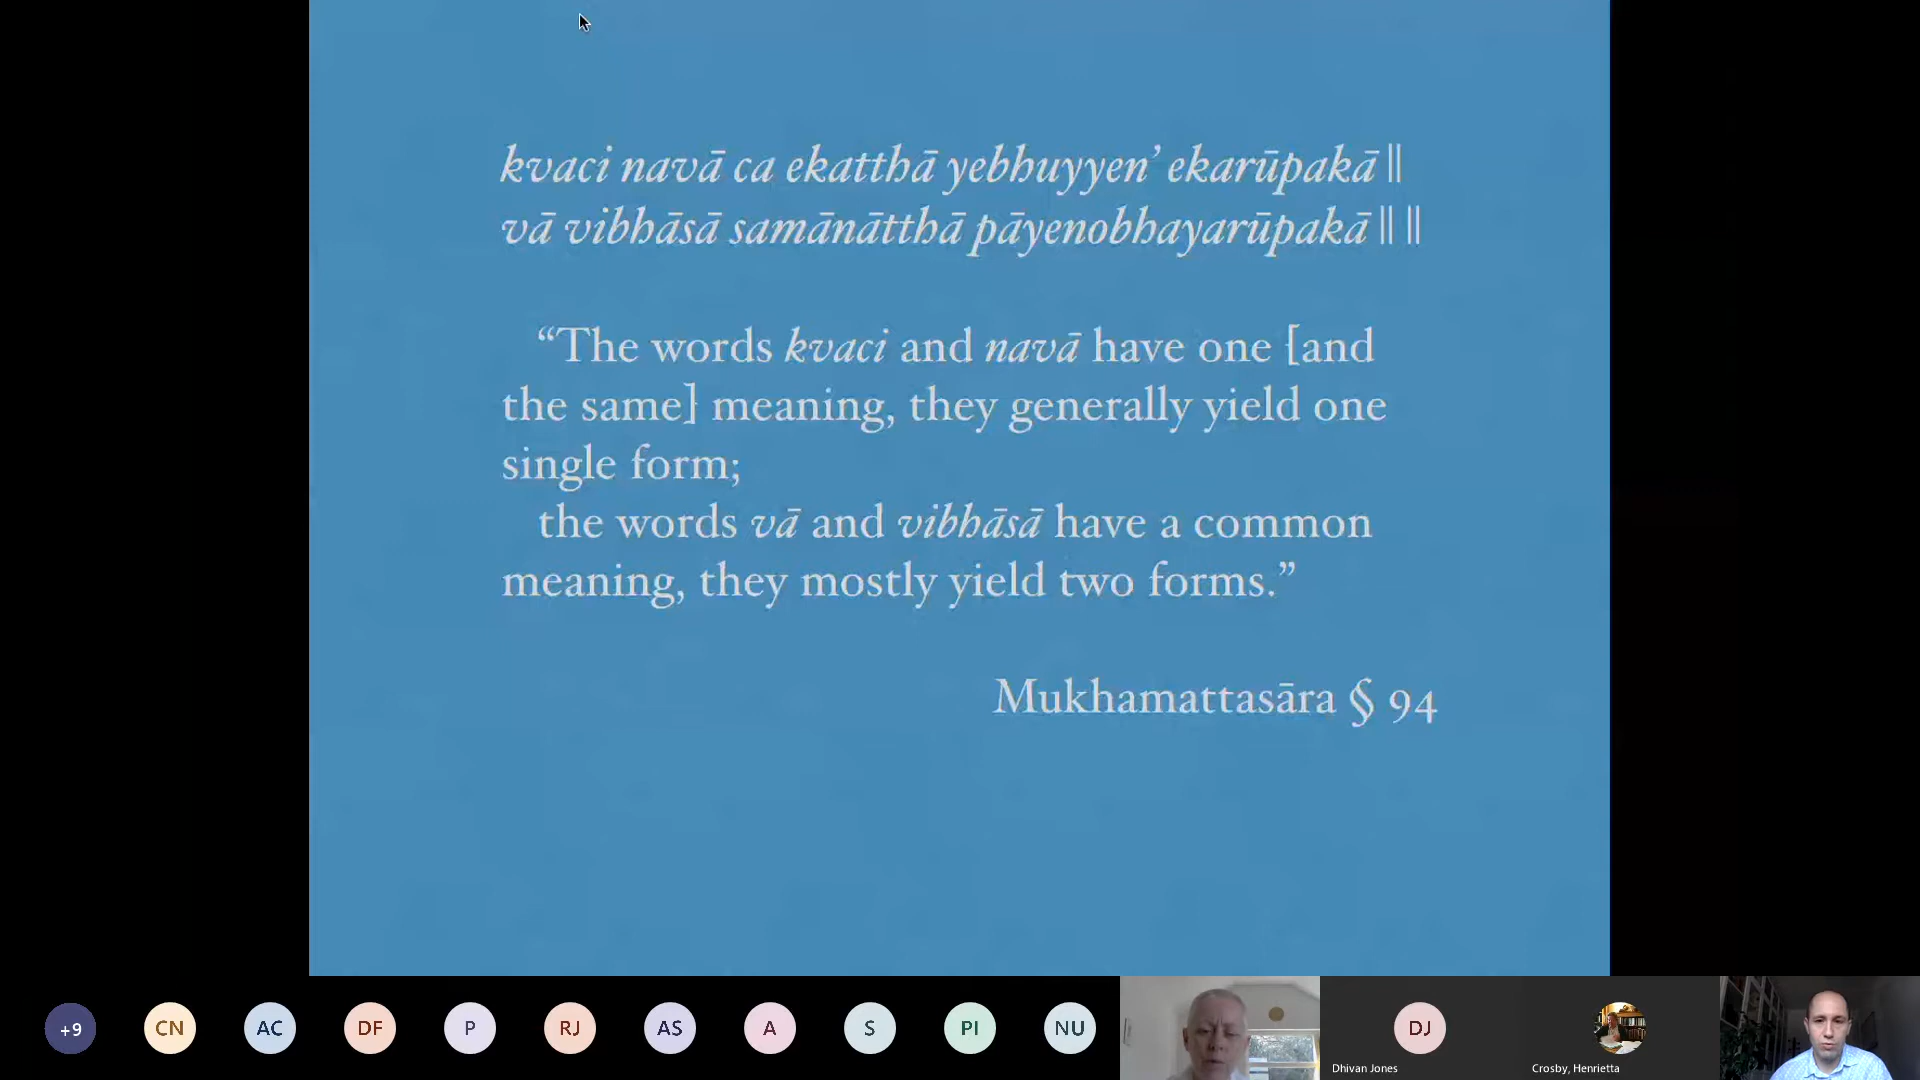 kvaci navā ca ekatthā yebhuyyen’ ekarūpakā ||
vā vibhāsā samānātthā pāyenobhayarūpakā || ||
“The words kvaci and navā have one [and
the same] meaning, they generally yield one
single form;
the words vā and vibhāsā have a common
meaning, they mostly yield two forms.”
Mukhamattasāra § 94
+9 CN AC DF P RJ AS A S PI NU DJ
Dhivan Jones Crosby, Henrietta